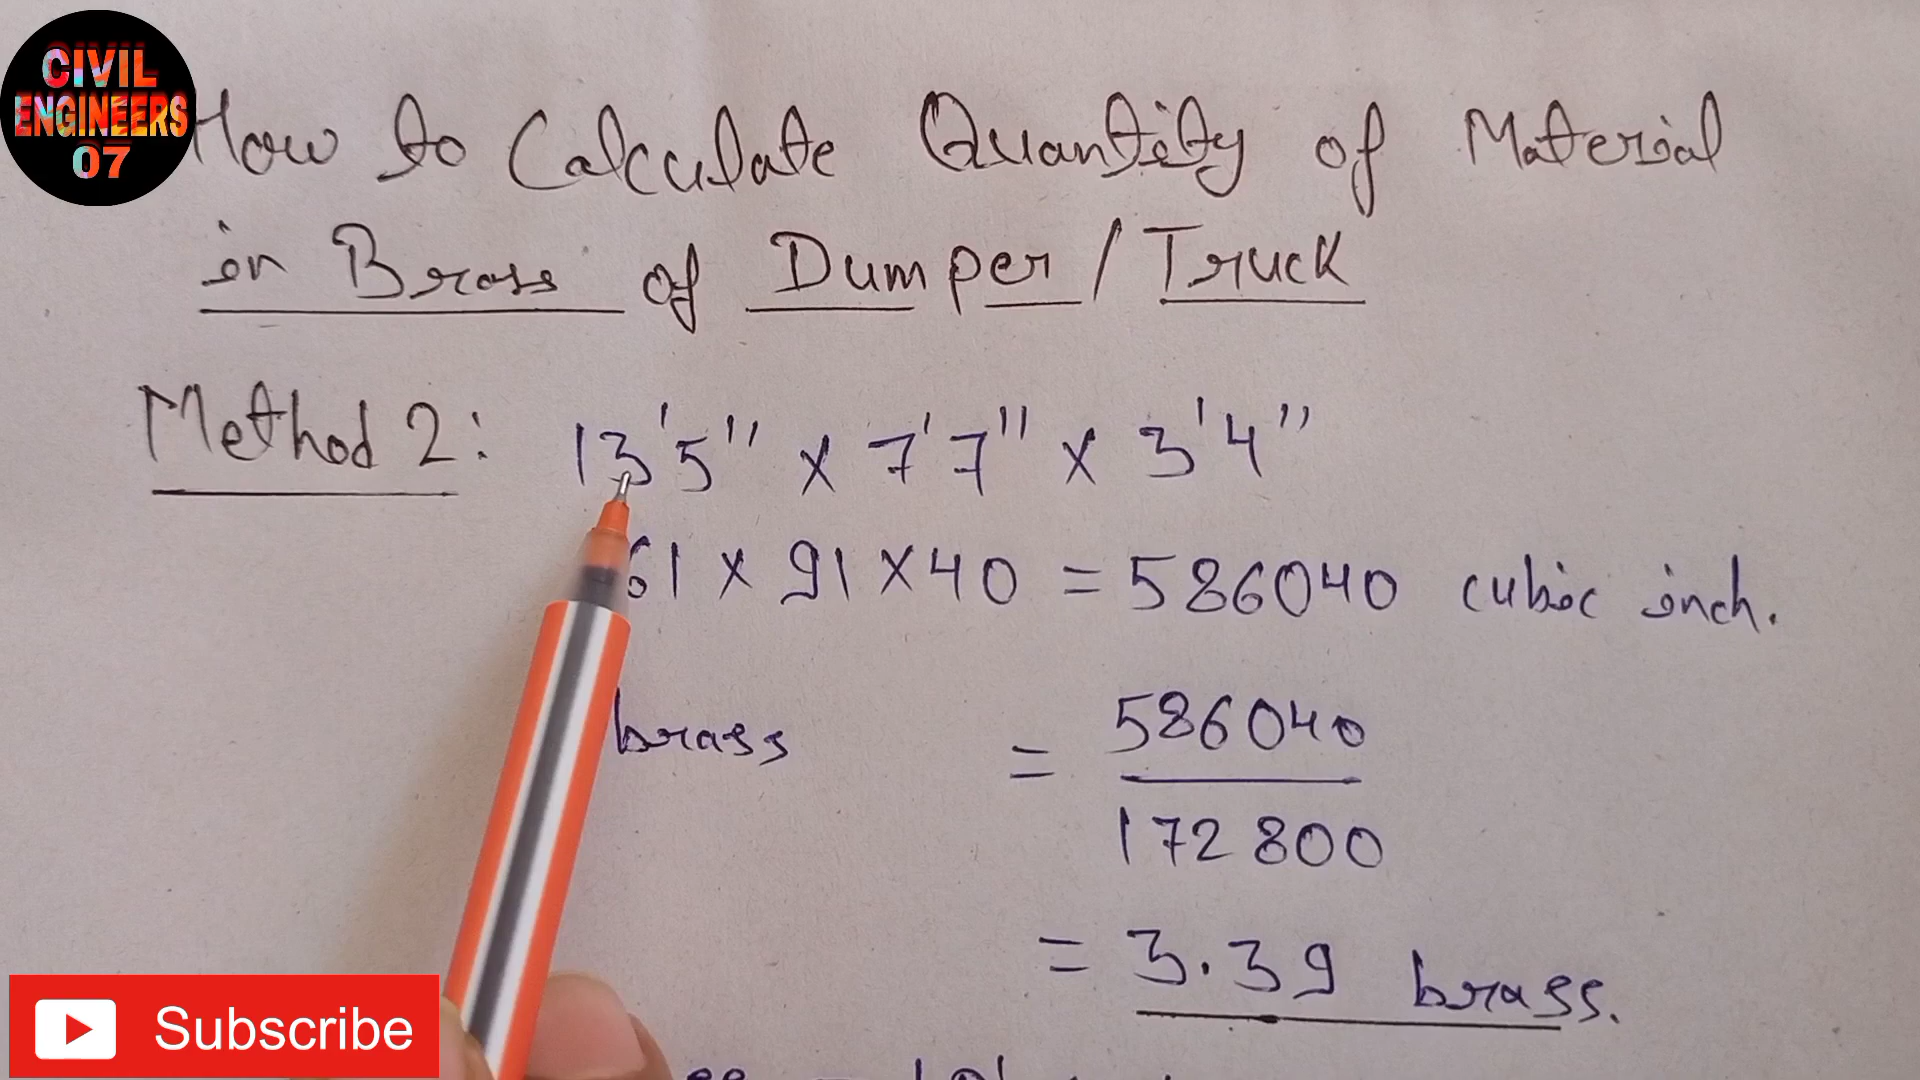 CIVIL
ENGINEERS
07
How to Calculate Quantity of Material
in Brass of Dumper / Truck
Method 2: 13'5" x 7'7" x 3'4"
61 x 91 x 40 = 586040 cubic inch.
brass = 586040
172800
= 3.39 brass.
Subscribe